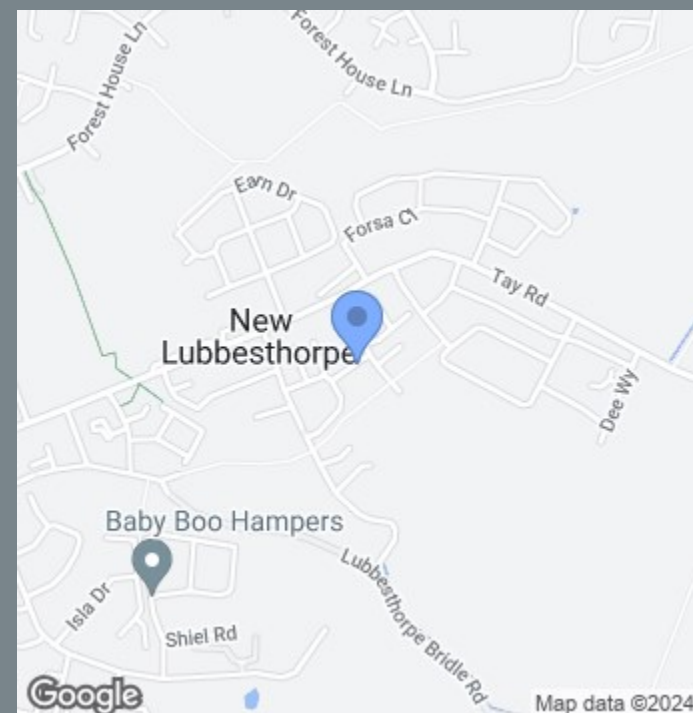 Forest House Ln
Forest House Ln
Earn Dr
Forsa Cl
Tay Rd
New
Lubbesthorpe
Dee Wy
Baby Boo Hampers
Isla Dr
Shiel Rd
Lubbesthorpe Bridle Rd
Google
Map data ©2024